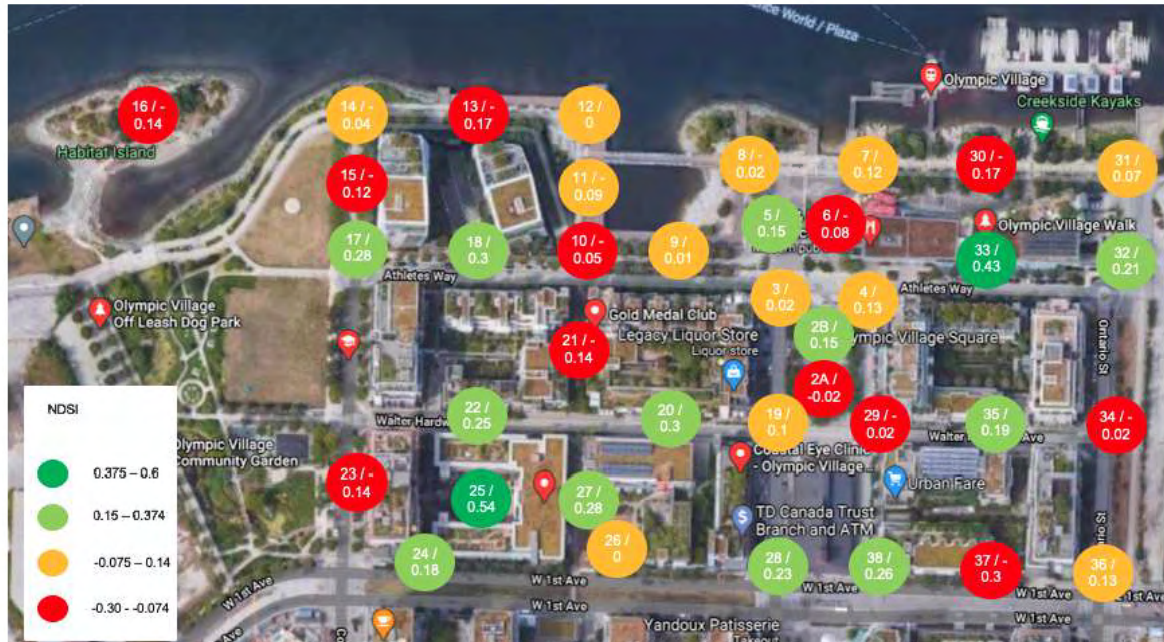 ence World / Plaza
Olympic Village
Creekside Kayaks
16 / -
0.14
Habitat Island
14 / -
0.04
13 / -
0.17
12 /
0
8 / -
0.02
7 /
0.12
30 / -
0.17
31 /
0.07
15 / -
0.12
11 / -
0.09
5 /
0.15
6 / -
0.08
Olympic Village Walk
17 /
0.28
18 /
0.3
10 / -
0.05
9 /
0.01
33 /
0.43
32 /
0.21
Athletes Way
Athletes Way
3 /
0.02
4 /
0.13
Olympic Village
Off Leash Dog Park
Gold Medal Club
Legacy Liquor Store
Liquor store
2B /
0.15
ympic Village Square
Ontario St
21 / -
0.14
2A /
-0.02
NDSI
0.375 – 0.6
0.15 – 0.374
-0.075 – 0.14
-0.30 - -0.074
22 /
0.25
Walter Hardw
20 /
0.3
19 /
0.1
29 / -
0.02
35 /
0.19
Walter
Ave
34 / -
0.02
Olympic Village
Community Garden
Coastal Eye Clinic
- Olympic Village ...
23 / -
0.14
25 /
0.54
27 /
0.28
Urban Fare
TD Canada Trust
Branch and ATM
26 /
0
24 /
0.18
28 /
0.23
38 /
0.26
37 / -
0.3
36 /
0.13
W 1st Ave
W 1st Ave
W 1st Ave
W 1st Ave
W 1st Ave
E 1st Ave
Yandoux Patisserie
Takeout